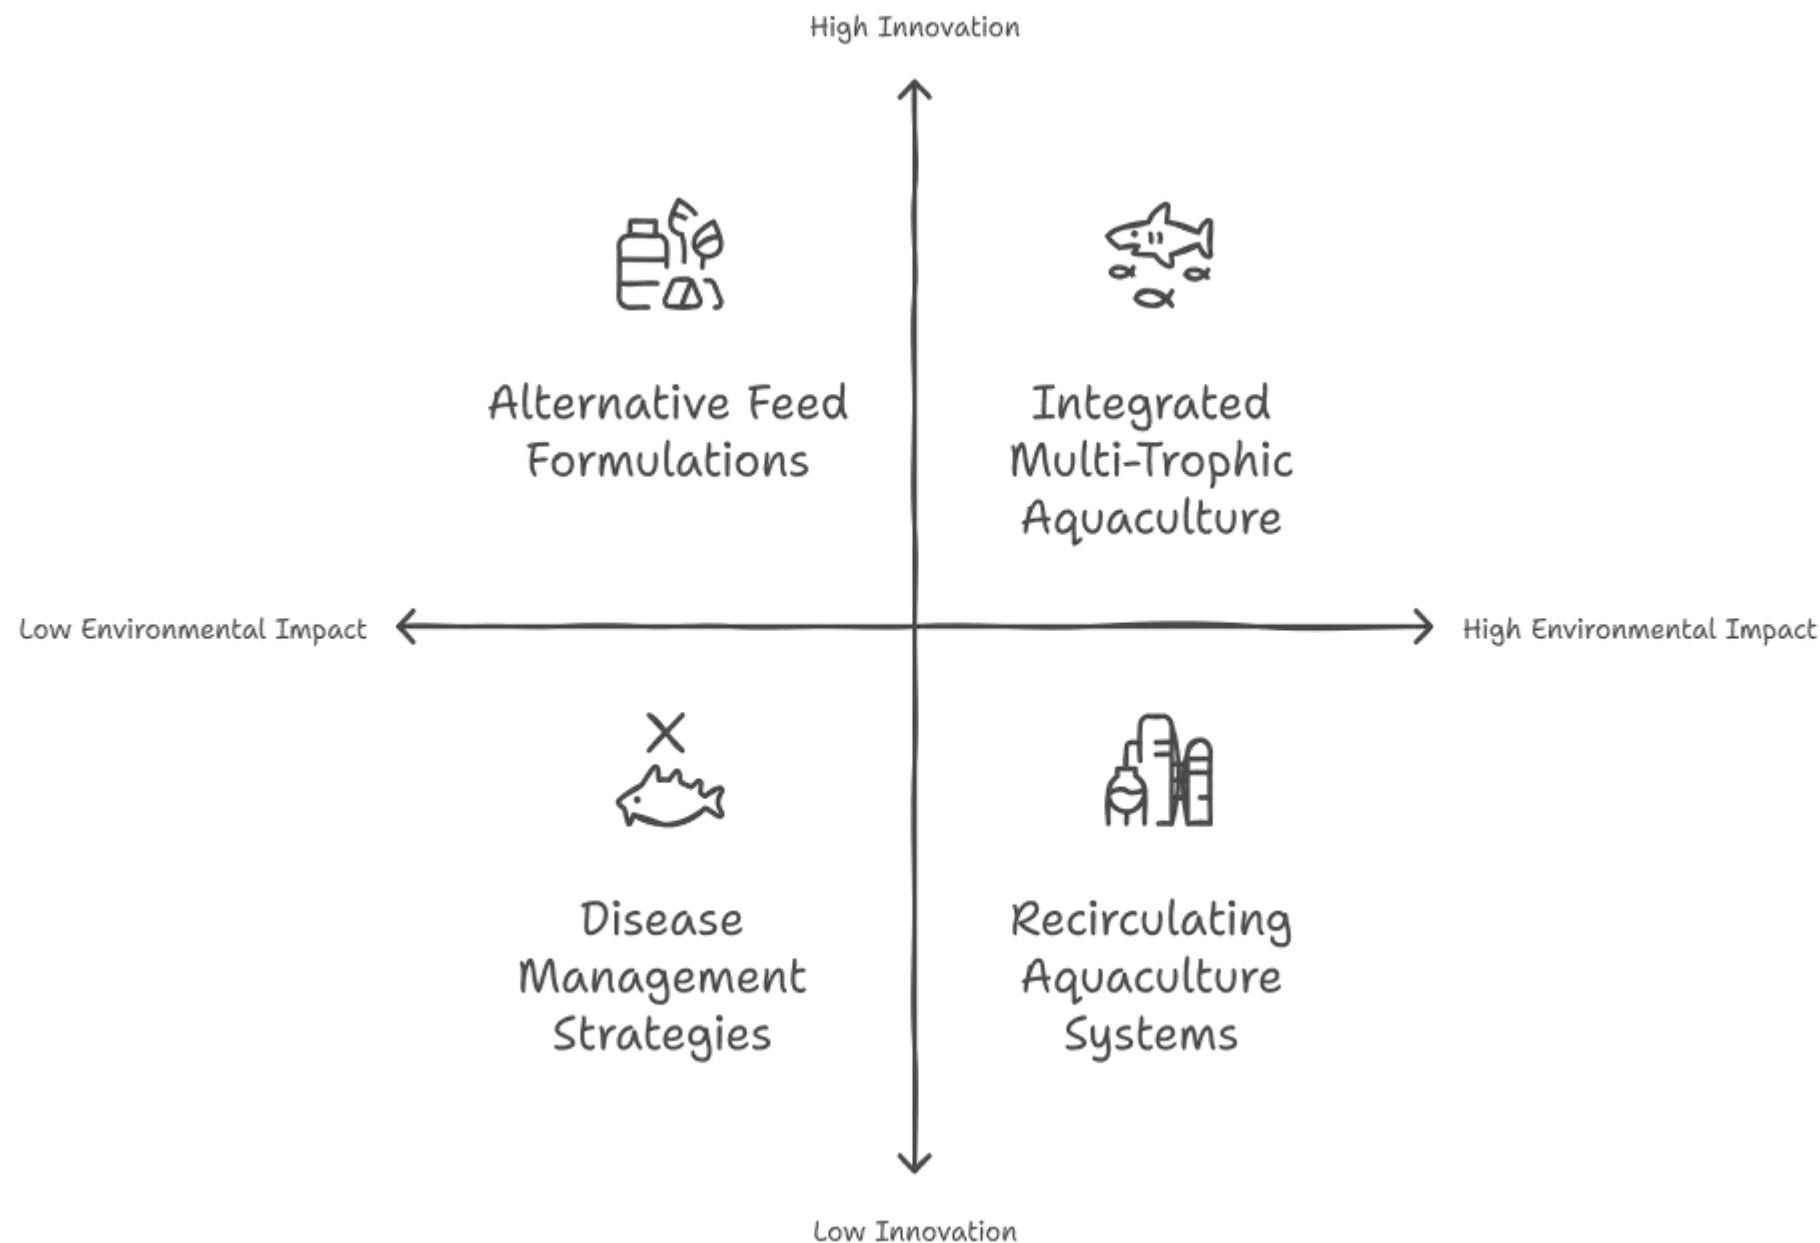 High Innovation
Alternative Feed
Formulations
Integrated
Multi-Trophic
Aquaculture
Low Environmental Impact
High Environmental Impact
Disease
Management
Strategies
Recirculating
Aquaculture
Systems
Low Innovation